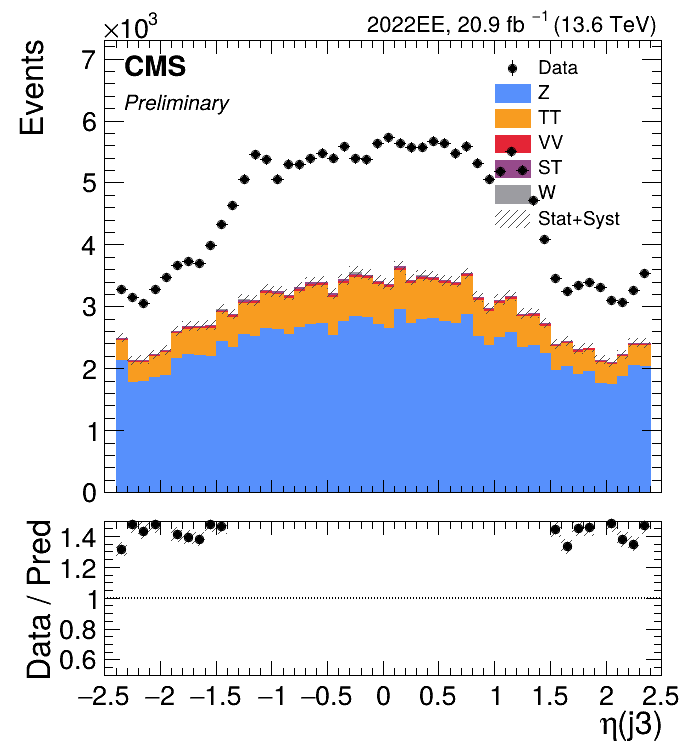 ×10³
2022EE, 20.9 fb⁻¹ (13.6 TeV)
Events
CMS
Preliminary
Data
Z
TT
VV
ST
W
Stat+Syst
7
6
5
4
3
2
1
0
Data / Pred
1.4
1.2
1
0.8
0.6
−2.5 −2 −1.5 −1 −0.5 0 0.5 1 1.5 2 2.5
η(j3)